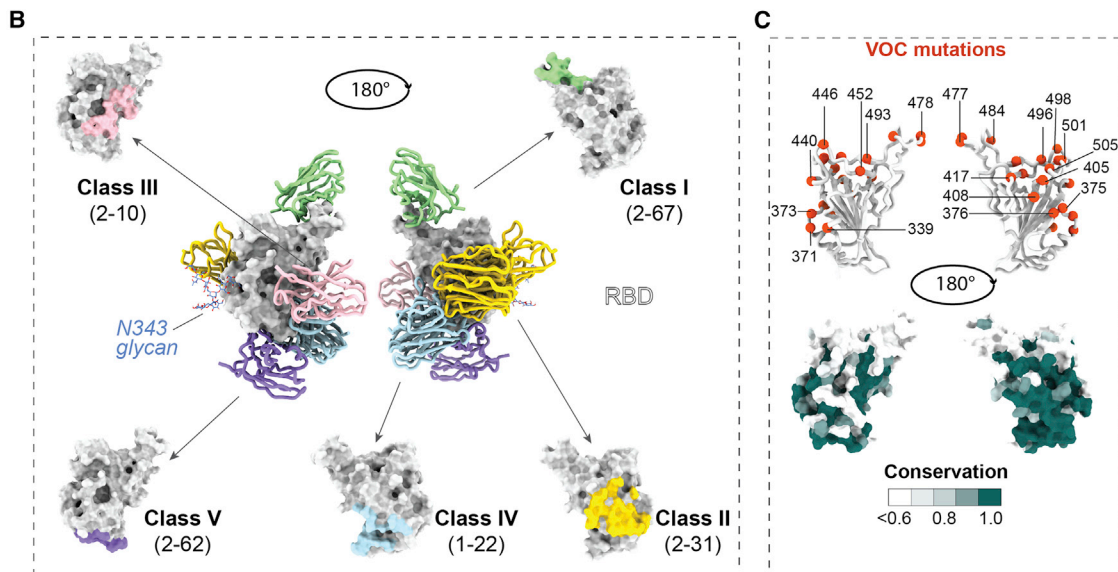 B
180°
Class III
(2-10)
Class I
(2-67)
N343
glycan
RBD
Class V
(2-62)
Class IV
(1-22)
Class II
(2-31)
C
VOC mutations
446
452
493
478
477
484
496
498
501
505
440
417
405
408
375
373
376
371
339
180°
Conservation
<0.6 0.8 1.0